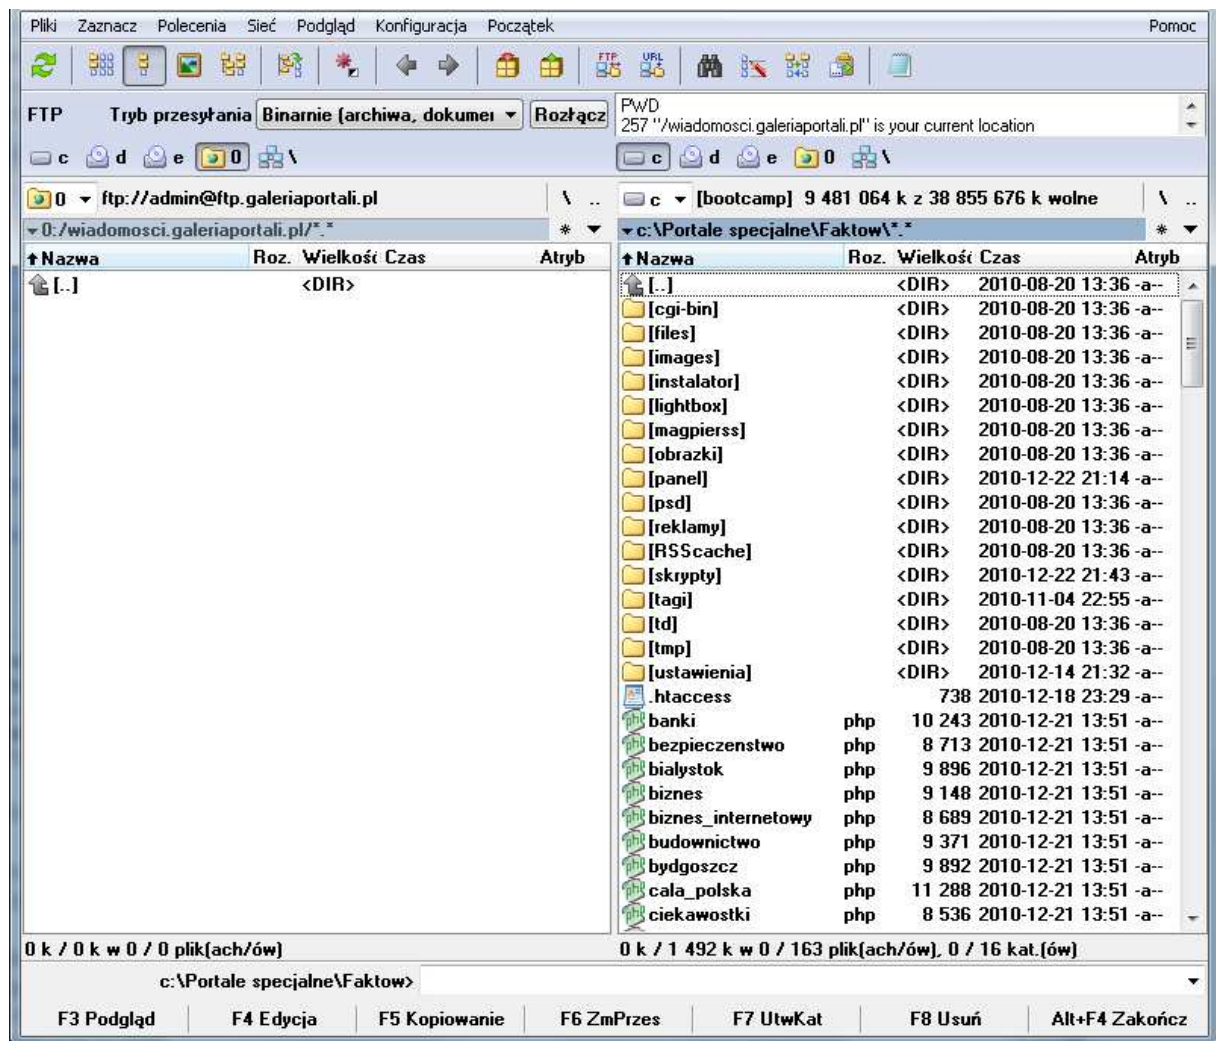 Pliki Zaznacz Polecenia Sieć Podgląd Konfiguracja Początek Pomoc
FTP URL
FTP Tryb przesyłania Binarnie (archiwa, dokumei Rozłącz
PWD
257 "/wiadomosci.galeriaportali.pl" is your current location
c d e 0 \ c d e 0 \
0 ftp://admin@ftp.galeriaportali.pl \ .. c [bootcamp] 9 481 064 k z 38 855 676 k wolne \ ..
0:/wiadomosci.galeriaportali.pl/*.* * c:\Portale specjalne\Faktow\*.* *
Nazwa Roz. Wielkość Czas Atryb Nazwa Roz. Wielkość Czas Atryb
[..] <DIR> [..] <DIR> 2010-08-20 13:36 -a--
[cgi-bin] <DIR> 2010-08-20 13:36 -a--
[files] <DIR> 2010-08-20 13:36 -a--
[images] <DIR> 2010-08-20 13:36 -a--
[instalator] <DIR> 2010-08-20 13:36 -a--
[lightbox] <DIR> 2010-08-20 13:36 -a--
[magpierss] <DIR> 2010-08-20 13:36 -a--
[obrazki] <DIR> 2010-08-20 13:36 -a--
[panel] <DIR> 2010-12-22 21:14 -a--
[psd] <DIR> 2010-08-20 13:36 -a--
[reklamy] <DIR> 2010-08-20 13:36 -a--
[RSScache] <DIR> 2010-08-20 13:36 -a--
[skrypty] <DIR> 2010-12-22 21:43 -a--
[tagi] <DIR> 2010-11-04 22:55 -a--
[td] <DIR> 2010-08-20 13:36 -a--
[tmp] <DIR> 2010-08-20 13:36 -a--
[ustawienia] <DIR> 2010-12-14 21:32 -a--
.htaccess 738 2010-12-18 23:29 -a--
banki php 10 243 2010-12-21 13:51 -a--
bezpieczenstwo php 8 713 2010-12-21 13:51 -a--
bialystok php 9 896 2010-12-21 13:51 -a--
biznes php 9 148 2010-12-21 13:51 -a--
biznes_internetowy php 8 689 2010-12-21 13:51 -a--
budownictwo php 9 371 2010-12-21 13:51 -a--
bydgoszcz php 9 892 2010-12-21 13:51 -a--
cala_polska php 11 288 2010-12-21 13:51 -a--
ciekawostki php 8 536 2010-12-21 13:51 -a--
0 k / 0 k w 0 / 0 plik(ach/ów) 0 k / 1 492 k w 0 / 163 plik(ach/ów), 0 / 16 kat.(ów)
c:\Portale specjalne\Faktow>
F3 Podgląd F4 Edycja F5 Kopiowanie F6 ZmPrzes F7 UtwKat F8 Usuń Alt+F4 Zakończ